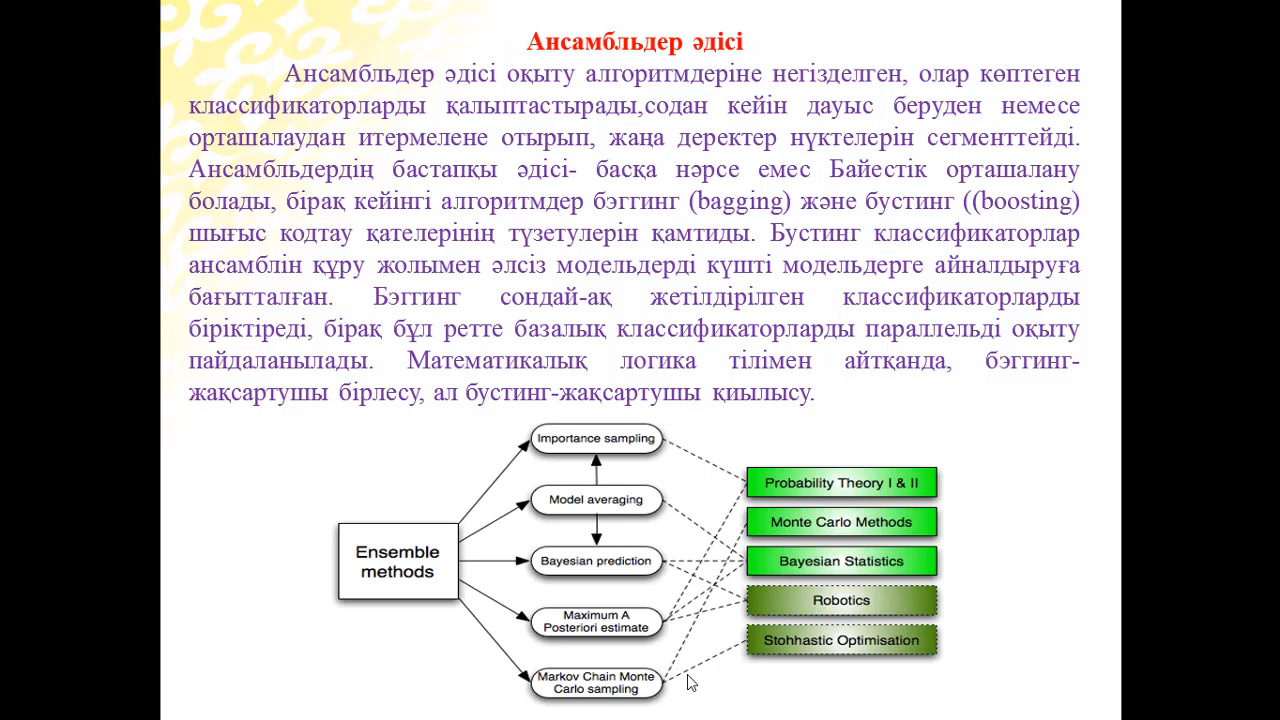 Ансамбльдер әдісі
Ансамбльдер әдісі оқыту алгоритмдеріне негізделген, олар көптеген
классификаторларды қалыптастырады,содан кейін дауыс беруден немесе
орташалаудан итермелене отырып, жаңа деректер нүктелерін сегменттейді.
Ансамбльдердің бастапқы әдісі- басқа нәрсе емес Байестік орташалану
болады, бірақ кейінгі алгоритмдер бэггинг (bagging) және бустинг ((boosting)
шығыс кодтау қателерінің түзетулерін қамтиды. Бустинг классификаторлар
ансамблін құру жолымен әлсіз модельдерді күшті модельдерге айналдыруға
бағытталған. Бэггинг сондай-ақ жетілдірілген классификаторларды
біріктіреді, бірақ бұл ретте базалық классификаторларды параллельді оқыту
пайдаланылады. Математикалық логика тілімен айтқанда, бэггинг-
жақсартушы бірлесу, ал бустинг-жақсартушы қиылысу.
Ensemble
methods
Importance sampling
Model averaging
Bayesian prediction
Maximum A
Posteriori estimate
Markov Chain Monte
Carlo sampling
Probability Theory I & II
Monte Carlo Methods
Bayesian Statistics
Robotics
Stohhastic Optimisation